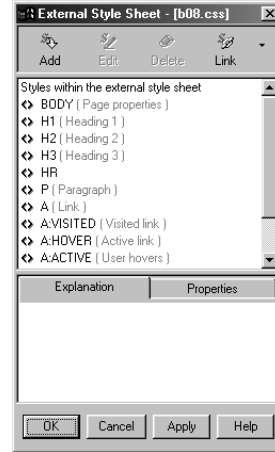 External Style Sheet - [b08.css]
Add Edit Delete Link
Styles within the external style sheet
BODY ( Page properties )
H1 ( Heading 1 )
H2 ( Heading 2 )
H3 ( Heading 3 )
HR
P ( Paragraph )
A ( Link )
A:VISITED ( Visited link )
A:HOVER ( Active link )
A:ACTIVE ( User hovers )
Explanation Properties
OK Cancel Apply Help